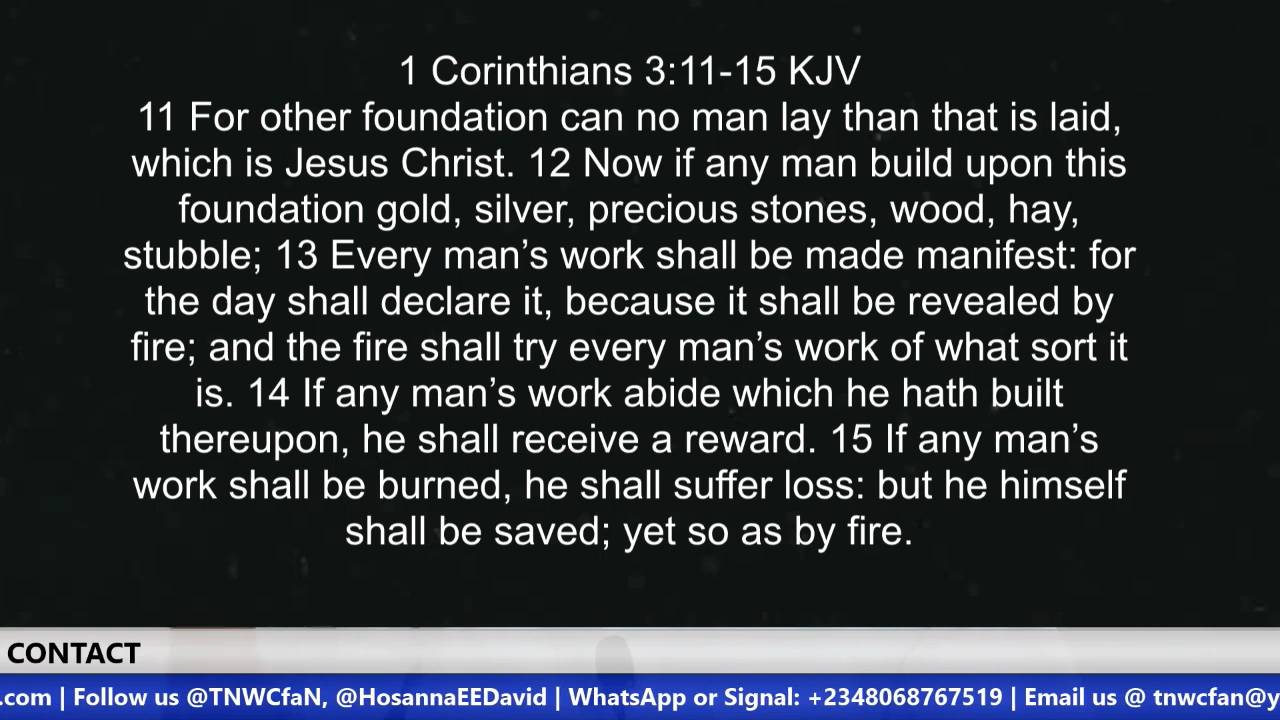 1 Corinthians 3:11-15 KJV
11 For other foundation can no man lay than that is laid,
which is Jesus Christ. 12 Now if any man build upon this
foundation gold, silver, precious stones, wood, hay,
stubble; 13 Every man’s work shall be made manifest: for
the day shall declare it, because it shall be revealed by
fire; and the fire shall try every man’s work of what sort it
is. 14 If any man’s work abide which he hath built
thereupon, he shall receive a reward. 15 If any man’s
work shall be burned, he shall suffer loss: but he himself
shall be saved; yet so as by fire.
CONTACT
.com | Follow us @TNWCfaN, @HosannaEEDavid | WhatsApp or Signal: +2348068767519 | Email us @ tnwcfan@y